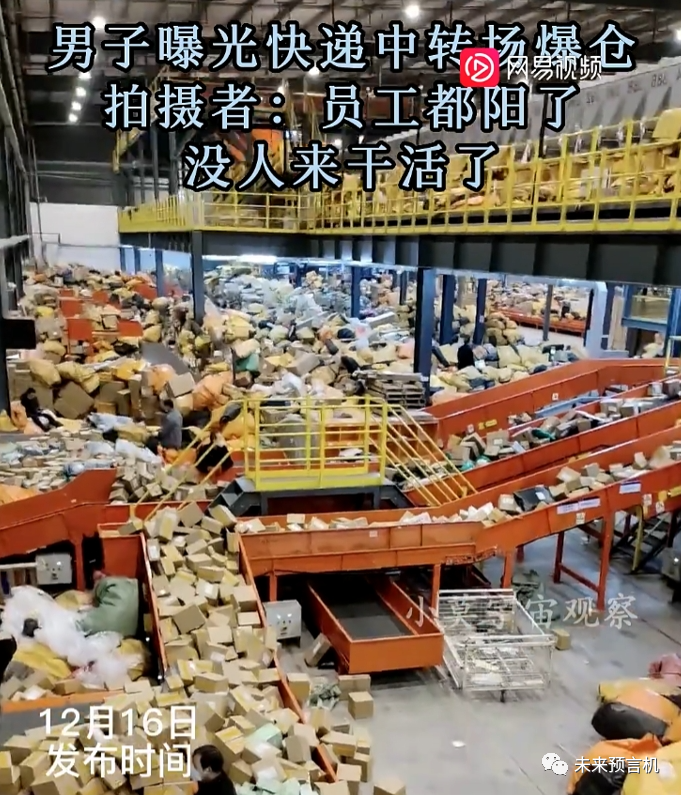 男子曝光快递中转场爆仓
网易视频
拍摄者：员工都阳了
没人来干活了
小莫宇宙观察
12月16日
发布时间
未来预言机